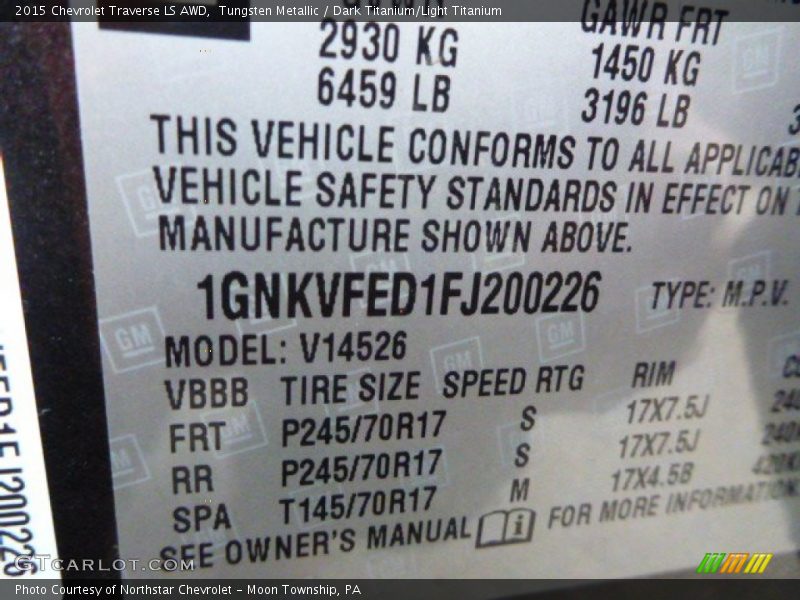 2015 Chevrolet Traverse LS AWD, Tungsten Metallic / Dark Titanium/Light Titanium
GAWR FRT
2930 KG 1450 KG
6459 LB 3196 LB
THIS VEHICLE CONFORMS TO ALL APPLICAB
VEHICLE SAFETY STANDARDS IN EFFECT ON
MANUFACTURE SHOWN ABOVE.
1GNKVFED1FJ200226 TYPE: M.P.V.
MODEL: V14526
VBBB TIRE SIZE SPEED RTG RIM
FRT P245/70R17 S 17X7.5J
RR P245/70R17 S 17X7.5J
SPA T145/70R17 M 17X4.5B
SEE OWNER'S MANUAL FOR MORE INFORMATION
GM
GM
GM
GM
GTCARLOT.COM
Photo Courtesy of Northstar Chevrolet - Moon Township, PA